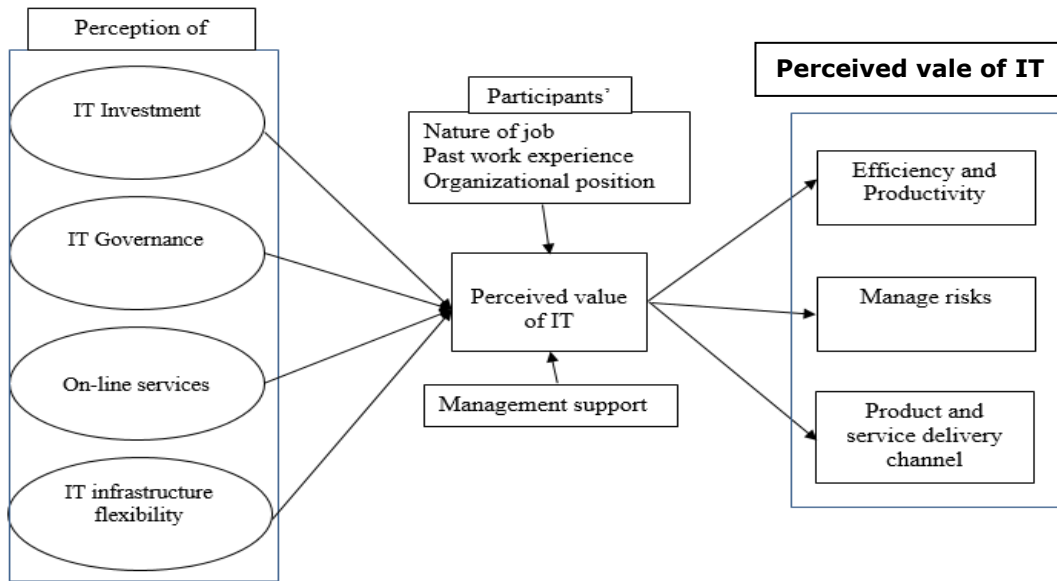 Perception of
IT Investment
IT Governance
On-line services
IT infrastructure
flexibility
Participants'
Nature of job
Past work experience
Organizational position
Perceived value
of IT
Management support
Perceived vale of IT
Efficiency and
Productivity
Manage risks
Product and
service delivery
channel